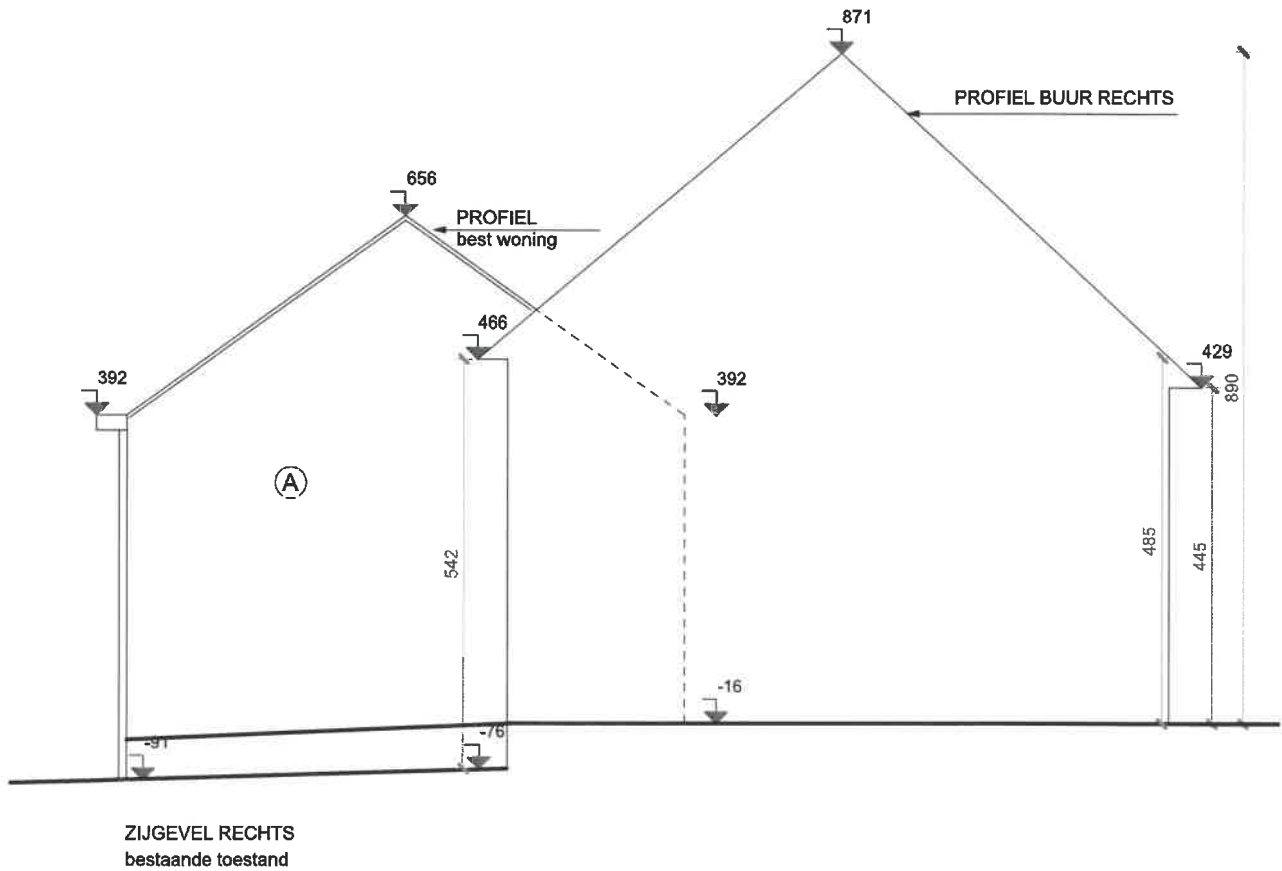 871
PROFIEL BUUR RECHTS
656
PROFIEL
best woning
466
429
392
392
890
A
542
485
445
-16
-91
-76
ZIJGEVEL RECHTS
bestaande toestand